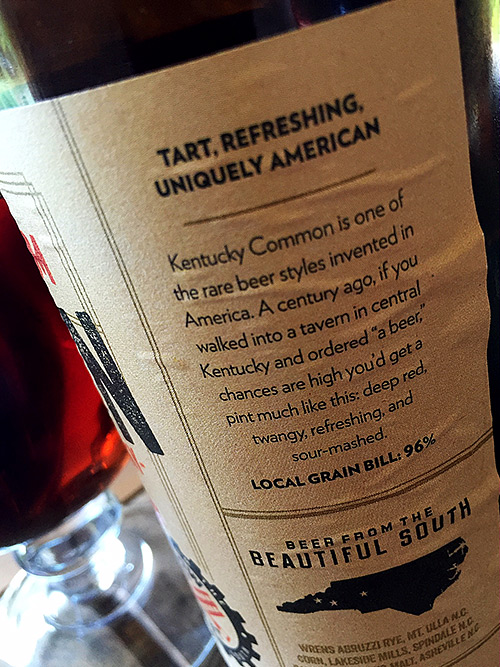 TART, REFRESHING,
UNIQUELY AMERICAN
Kentucky Common is one of
the rare beer styles invented in
America. A century ago, if you
walked into a tavern in central
Kentucky and ordered “a beer,”
chances are high you’d get a
pint much like this: deep red,
twangy, refreshing, and
sour-mashed.
LOCAL GRAIN BILL: 96%
BEER FROM THE
BEAUTIFUL SOUTH
WRENS ABRUZZI RYE, MT. ULLA N.C.
CORN, LAKESIDE MILLS, SPINDALE N.C.
MALT, ASHEVILLE N.C.